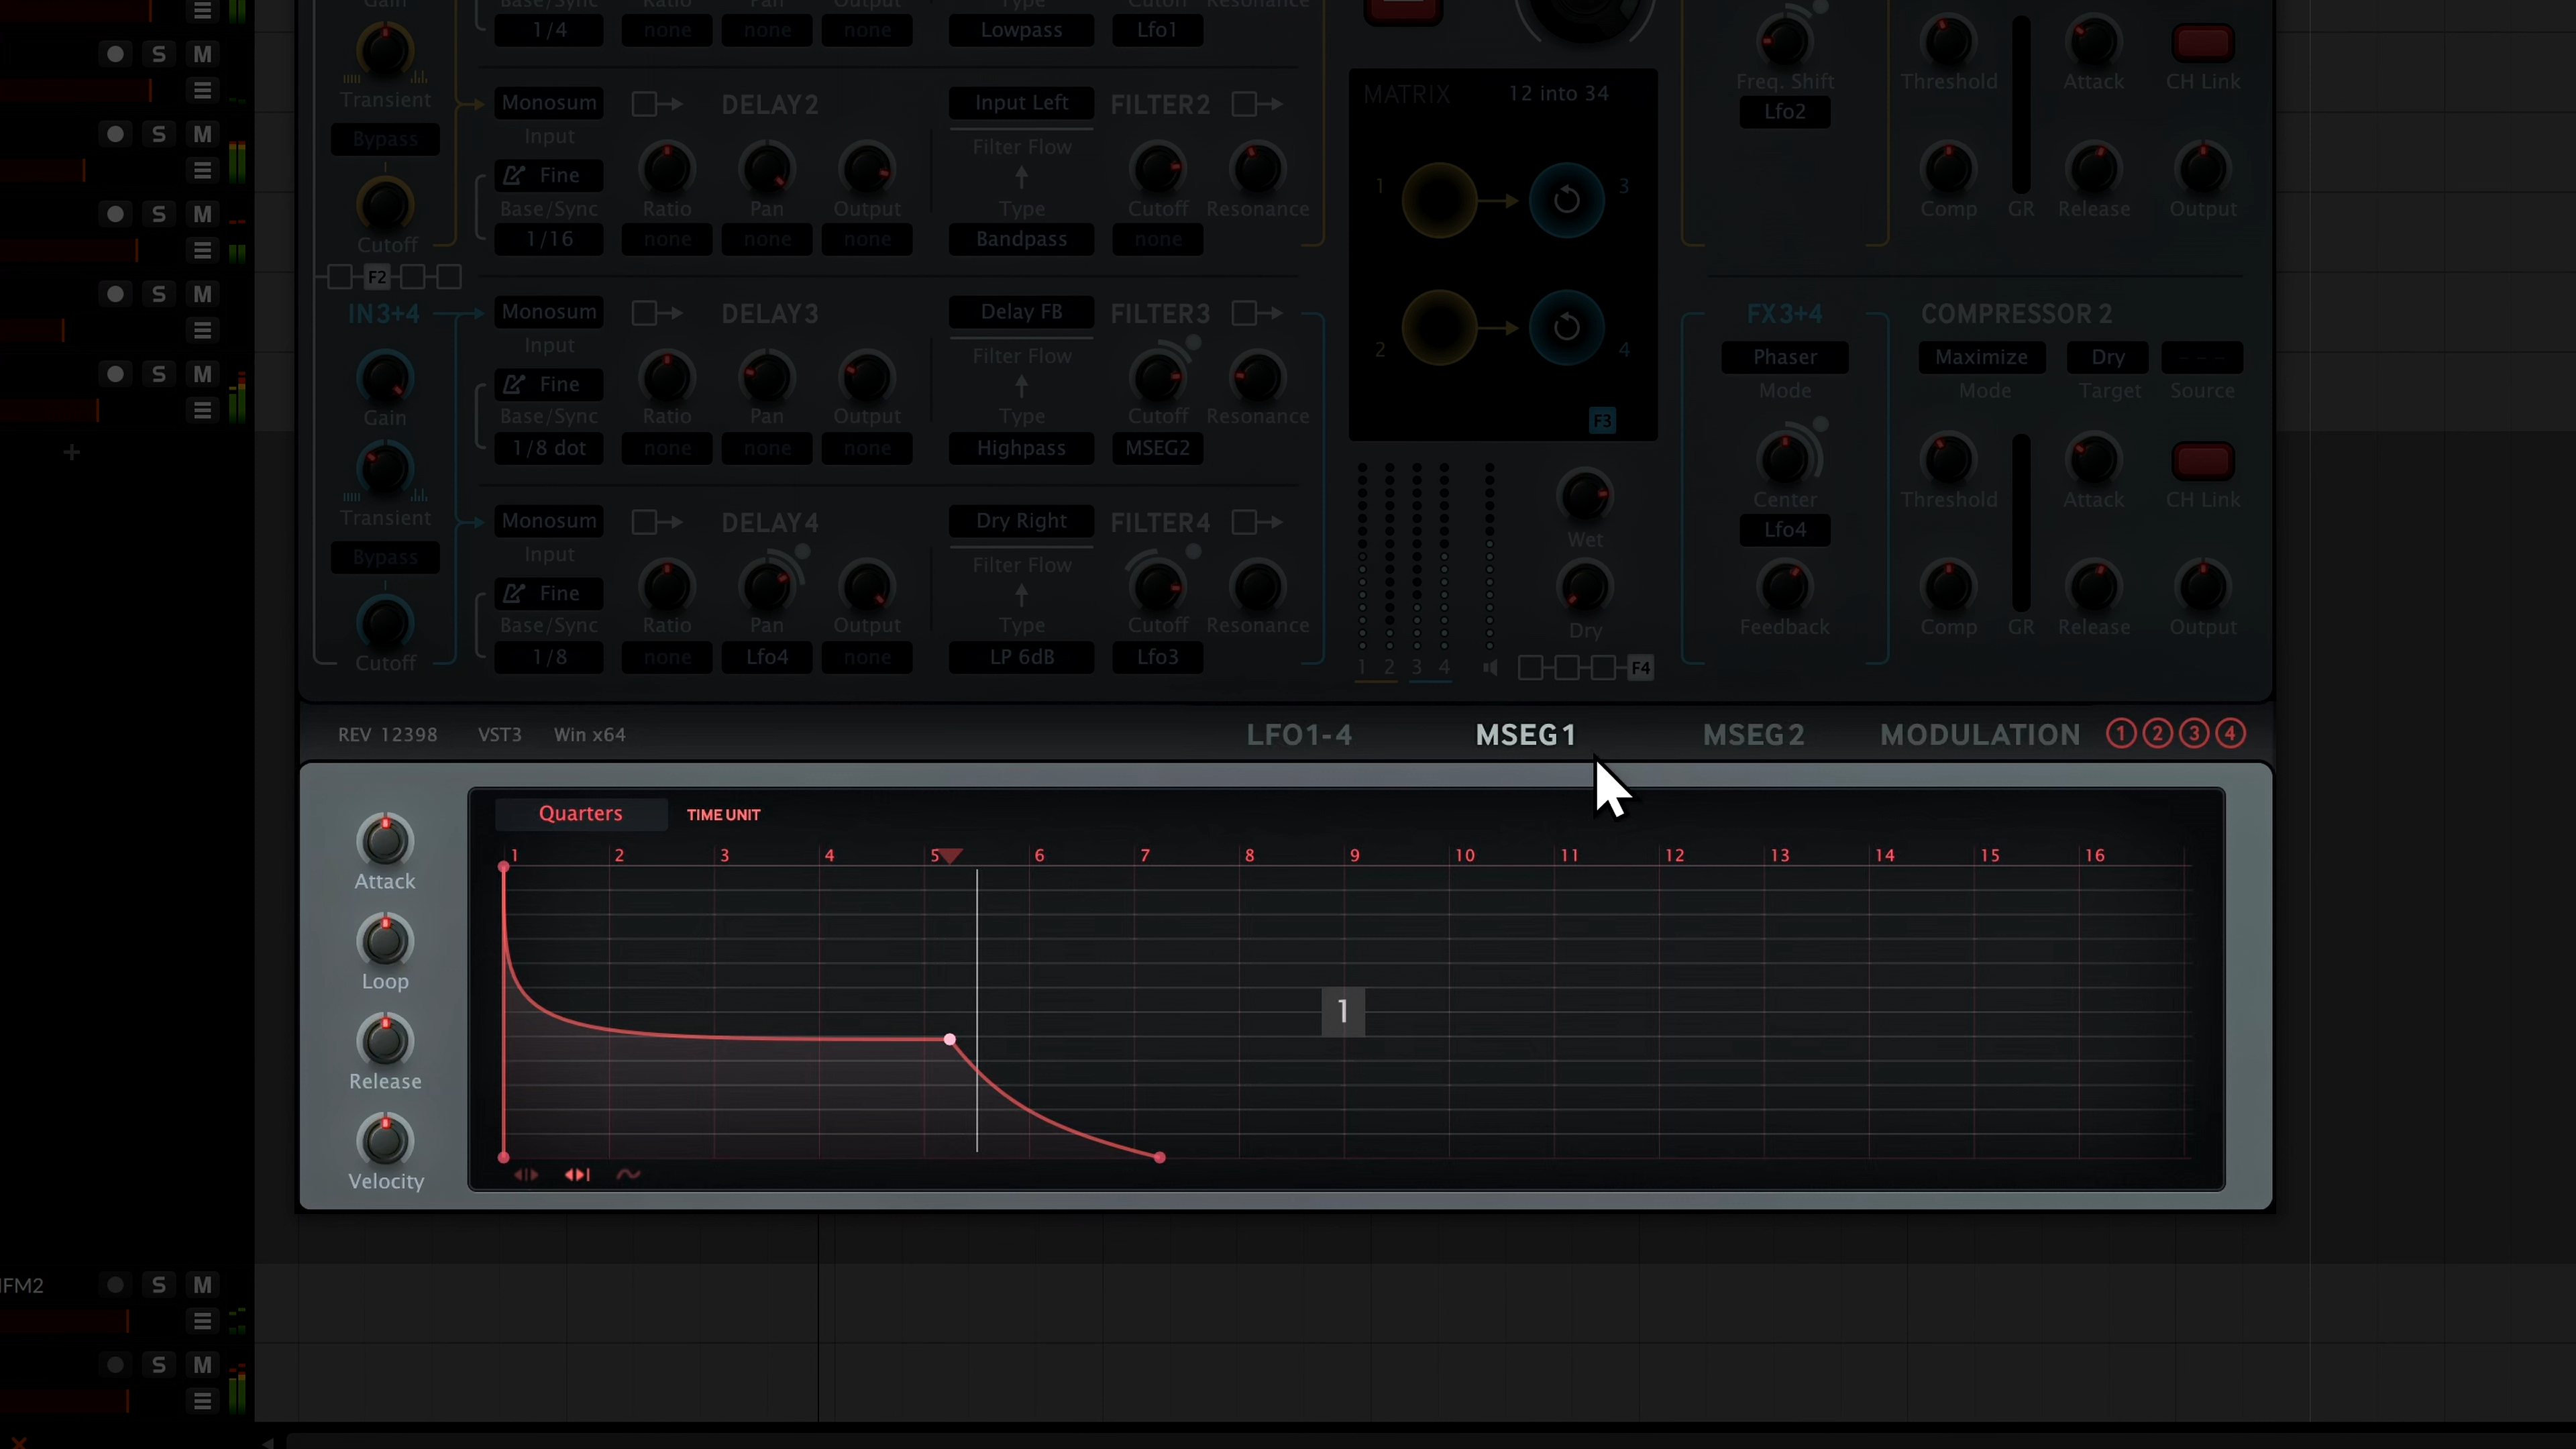 Gain Base/Sync Ratio Pan Output Type Cutoff Resonance
1/4 none none none Lowpass Lfo1
S M
Transient
Freq. Shift Threshold Attack CH Link
Monosum DELAY2 Input Left FILTER2
MATRIX 12 into 34
Lfo2
S M
Bypass Input Filter Flow
Fine
1 3
Base/Sync Ratio Pan Output Type Cutoff Resonance
Comp GR Release Output
S M
Cutoff 1/16 none none none Bandpass none
F2
S M
IN3+4 Monosum DELAY3 Delay FB FILTER3
FX3+4 COMPRESSOR 2
Input Filter Flow
2 4
Phaser Maximize Dry - - -
Mode Mode Target Source
S M
Fine
Gain Base/Sync Ratio Pan Output Type Cutoff Resonance
F3
1/8 dot none none none Highpass MSEG2
+
Center Threshold Attack CH Link
Transient
Monosum DELAY4 Dry Right FILTER4
Lfo4
Wet
Bypass Input Filter Flow
Fine
Base/Sync Ratio Pan Output Type Cutoff Resonance
Dry
Feedback Comp GR Release Output
Cutoff 1/8 none Lfo4 none LP 6dB Lfo3
1 2 3 4 F4
REV 12398 VST3 Win x64 LFO1-4 MSEG1 MSEG2 MODULATION 1 2 3 4
Quarters TIME UNIT
1 2 3 4 5 6 7 8 9 10 11 12 13 14 15 16
Attack
Loop
1
Release
Velocity
FM2 S M
S M